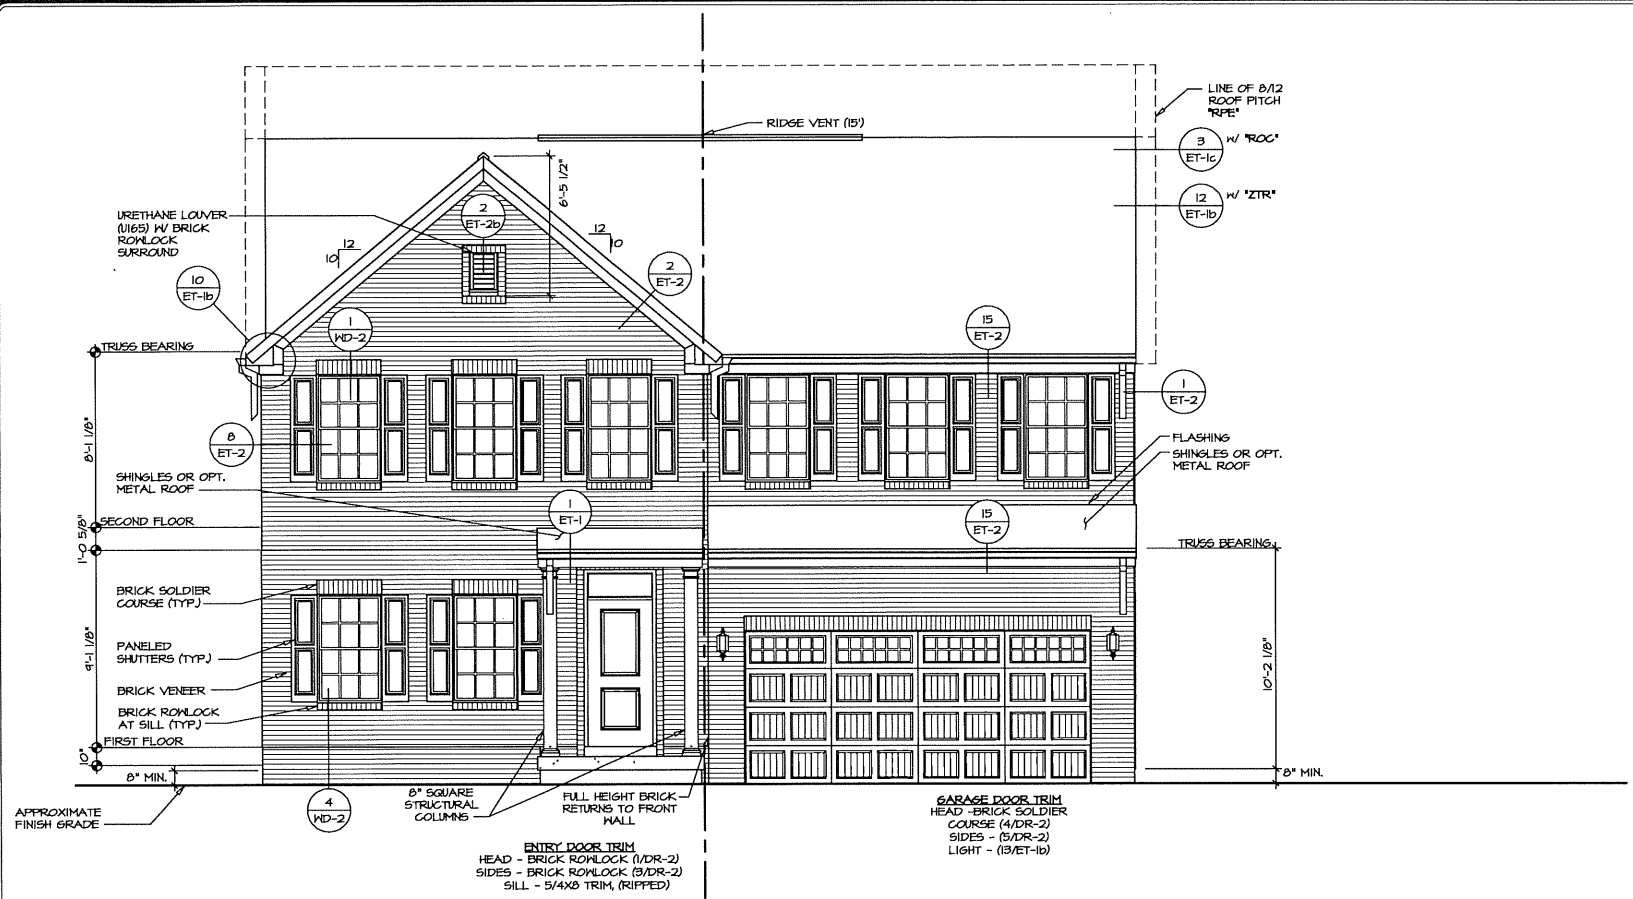 LINE OF 8/12
ROOF PITCH
"RPE"
RIDGE VENT (15')
3
ET-1c
W/ "ROC"
12
ET-1b
W/ "ZTR"
6'-5 1/2"
2
ET-2b
URETHANE LOUVER
(U165) W/ BRICK
ROWLOCK
SURROUND
12
10
12
10
2
ET-2
10
ET-1b
1
WD-2
15
ET-2
TRUSS BEARING
1
ET-2
8'-1 1/8"
8
ET-2
FLASHING
SHINGLES OR OPT.
METAL ROOF
SHINGLES OR OPT.
METAL ROOF
1
ET-1
15
ET-2
SECOND FLOOR
1'-0 5/8"
TRUSS BEARING
BRICK SOLDIER
COURSE (TYP.)
9'-1 1/8"
PANELED
SHUTTERS (TYP.)
10'-2 1/8"
BRICK VENEER
BRICK ROWLOCK
AT SILL (TYP.)
FIRST FLOOR
10"
8" MIN.
8" MIN.
APPROXIMATE
FINISH GRADE
4
WD-2
8" SQUARE
STRUCTURAL
COLUMNS
FULL HEIGHT BRICK
RETURNS TO FRONT
WALL
GARAGE DOOR TRIM
HEAD -BRICK SOLDIER
COURSE (4/DR-2)
SIDES - (5/DR-2)
LIGHT - (13/ET-1b)
ENTRY DOOR TRIM
HEAD - BRICK ROWLOCK (1/DR-2)
SIDES - BRICK ROWLOCK (3/DR-2)
SILL - 5/4X8 TRIM, (RIPPED)